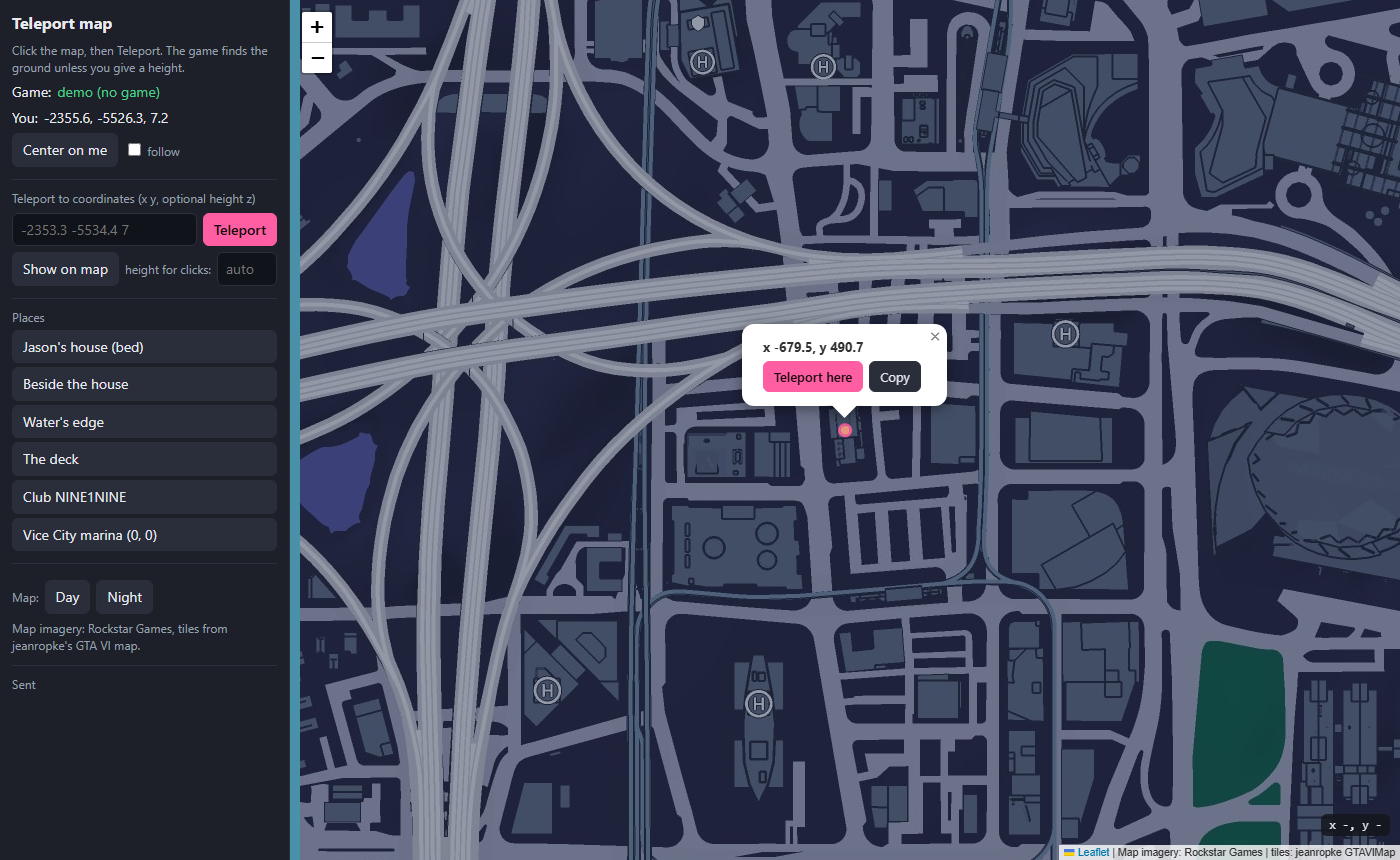 Teleport map
Click the map, then Teleport. The game finds the
ground unless you give a height.
Game: demo (no game)
You: -2355.6, -5526.3, 7.2
Center on me
follow
Teleport to coordinates (x y, optional height z)
-2353.3 -5534.4 7
Teleport
Show on map
height for clicks:
auto
Places
Jason's house (bed)
Beside the house
Water's edge
The deck
Club NINE1NINE
Vice City marina (0, 0)
Map:
Day
Night
Map imagery: Rockstar Games, tiles from
jeanropke's GTA VI map.
Sent
+
−
H
H
H
x -679.5, y 490.7
×
Teleport here
Copy
H
H
x -, y -
Leaflet | Map imagery: Rockstar Games | tiles: jeanropke GTAVIMap